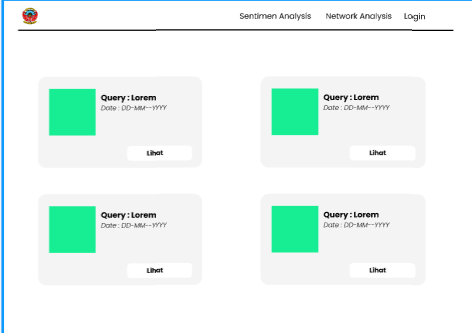 Sentimen Analysis Network Analysis Login
Query : Lorem
Date : DD-MM--YYYY
Lihat
Query : Lorem
Date : DD-MM--YYYY
Lihat
Query : Lorem
Date : DD-MM--YYYY
Lihat
Query : Lorem
Date : DD-MM--YYYY
Lihat